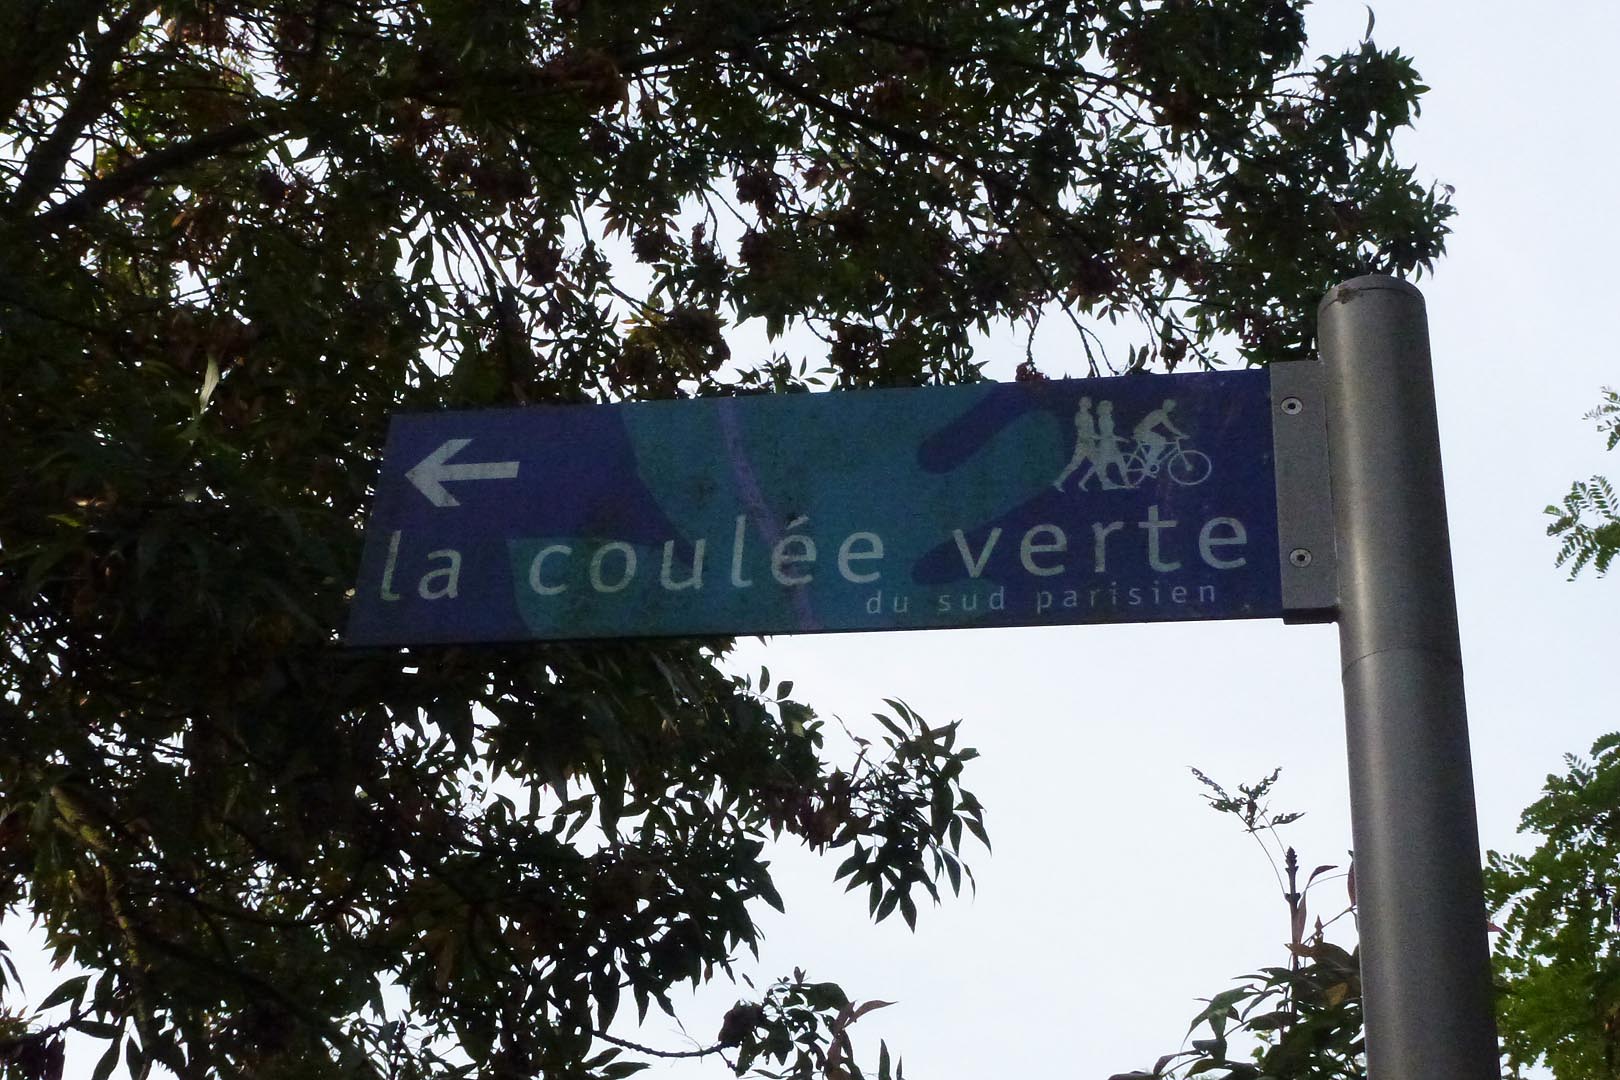 la coulée verte
du sud parisien